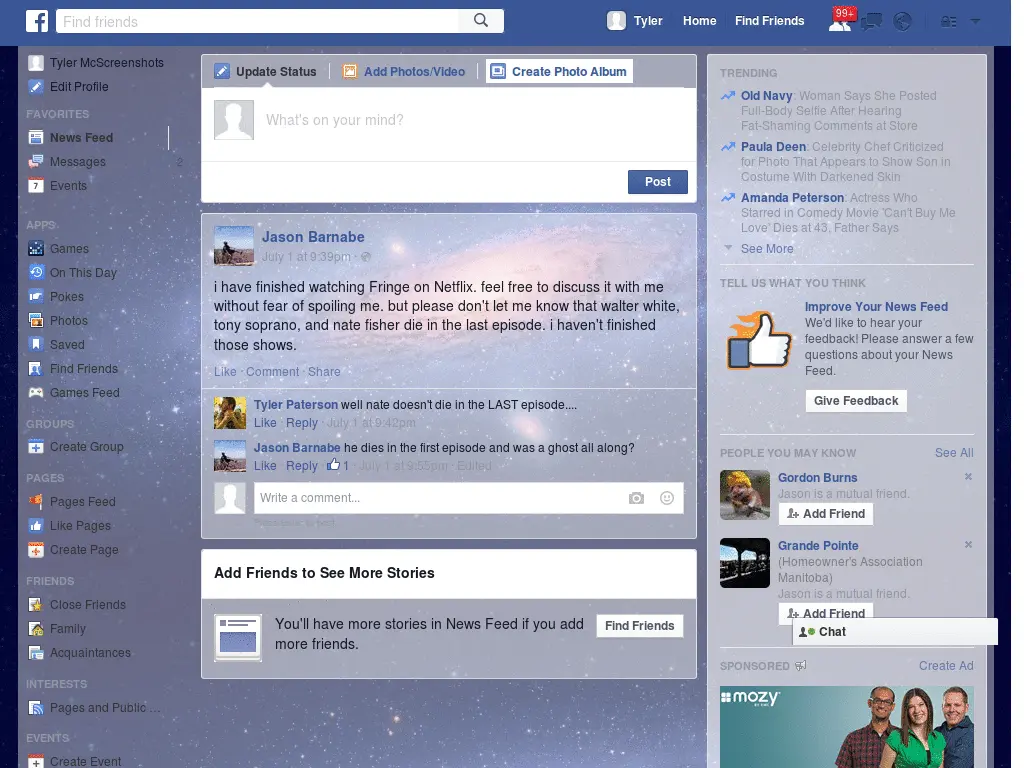 Find friends
Tyler
Home
Find Friends
99+
Tyler McScreenshots
Edit Profile
FAVORITES
News Feed
Messages 2
Events
APPS
Games
On This Day
Pokes
Photos
Saved
Find Friends
Games Feed
GROUPS
Create Group
PAGES
Pages Feed
Like Pages
Create Page
FRIENDS
Close Friends
Family
Acquaintances
INTERESTS
Pages and Public ...
EVENTS
Create Event
Update Status
Add Photos/Video
Create Photo Album
What's on your mind?
Post
Jason Barnabe
July 1 at 9:39pm ·
i have finished watching Fringe on Netflix. feel free to discuss it with me
without fear of spoiling me. but please don't let me know that walter white,
tony soprano, and nate fisher die in the last episode. i haven't finished
those shows.
Like · Comment · Share
Tyler Paterson well nate doesn't die in the LAST episode....
Like · Reply · July 1 at 9:42pm
Jason Barnabe he dies in the first episode and was a ghost all along?
Like · Reply · 1 · July 1 at 9:55pm · Edited
Write a comment...
Press Enter to post.
Add Friends to See More Stories
You'll have more stories in News Feed if you add
more friends.
Find Friends
TRENDING
Old Navy: Woman Says She Posted
Full-Body Selfie After Hearing
Fat-Shaming Comments at Store
Paula Deen: Celebrity Chef Criticized
for Photo That Appears to Show Son in
Costume With Darkened Skin
Amanda Peterson: Actress Who
Starred in Comedy Movie 'Can't Buy Me
Love' Dies at 43, Father Says
See More
TELL US WHAT YOU THINK
Improve Your News Feed
We'd like to hear your
feedback! Please answer a few
questions about your News
Feed.
Give Feedback
PEOPLE YOU MAY KNOW
See All
Gordon Burns
Jason is a mutual friend.
Add Friend
Grande Pointe
(Homeowner's Association
Manitoba)
Jason is a mutual friend.
Add Friend
Chat
SPONSORED
Create Ad
mozy